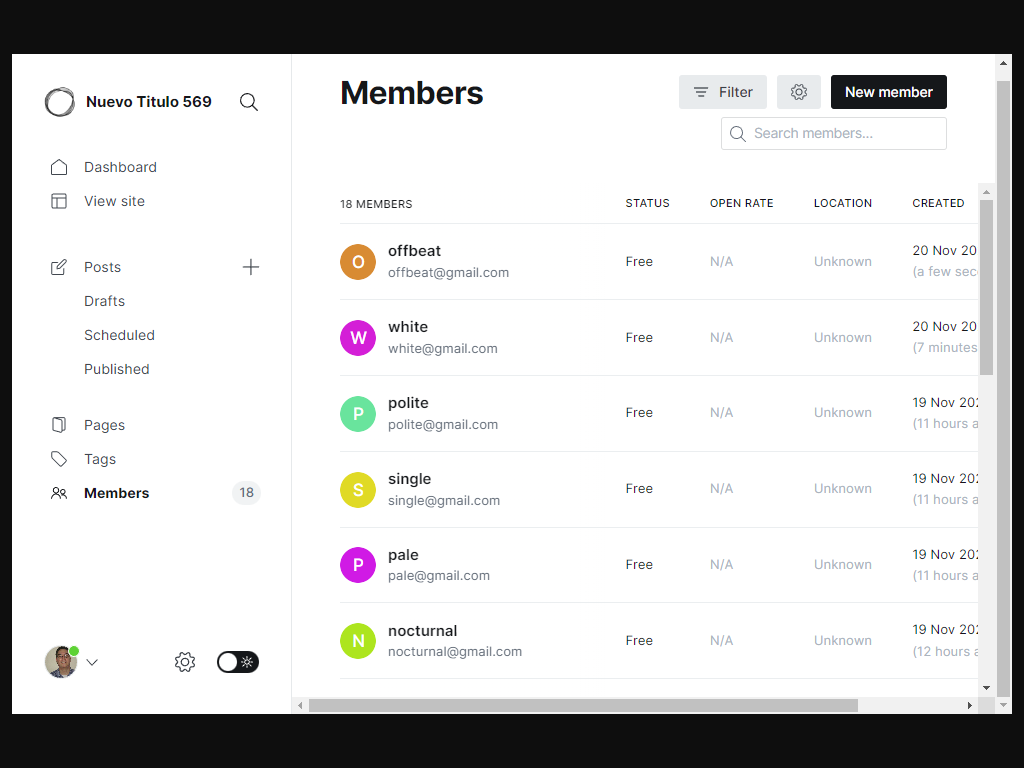 Nuevo Titulo 569
Dashboard
View site
Posts
Drafts
Scheduled
Published
Pages
Tags
Members 18
Members
Filter
New member
Search members...
18 MEMBERS STATUS OPEN RATE LOCATION CREATED
O offbeat Free N/A Unknown 20 Nov 20
offbeat@gmail.com (a few sec
W white Free N/A Unknown 20 Nov 20
white@gmail.com (7 minutes
P polite Free N/A Unknown 19 Nov 202
polite@gmail.com (11 hours a
S single Free N/A Unknown 19 Nov 202
single@gmail.com (11 hours a
P pale Free N/A Unknown 19 Nov 202
pale@gmail.com (11 hours a
N nocturnal Free N/A Unknown 19 Nov 202
nocturnal@gmail.com (12 hours a